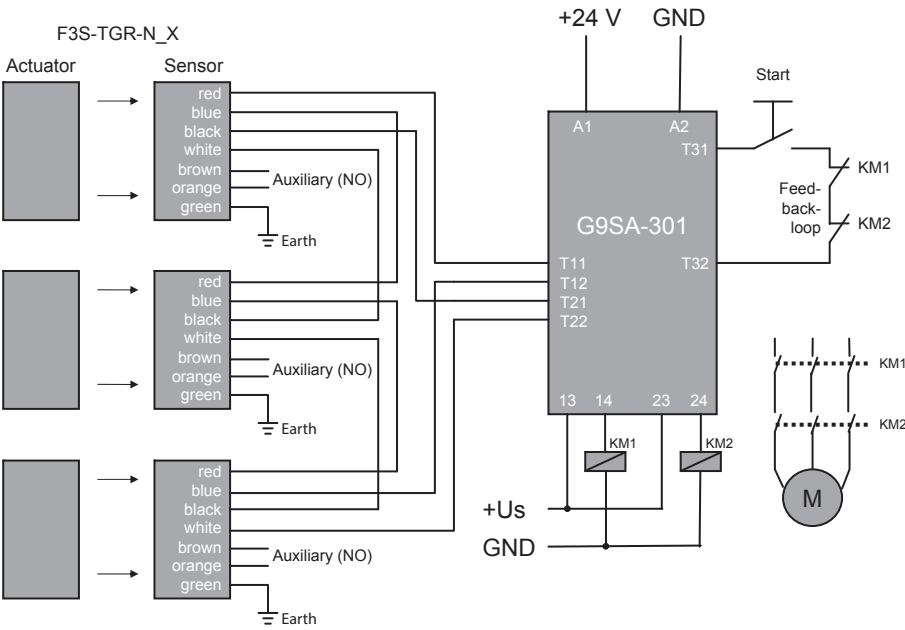 F3S-TGR-N_X
Actuator
Sensor
red
blue
black
white
brown
orange
green
Auxiliary (NO)
Earth
red
blue
black
white
brown
orange
green
Auxiliary (NO)
Earth
red
blue
black
white
brown
orange
green
Auxiliary (NO)
Earth
+24 V
GND
A1
A2
T31
G9SA-301
T11
T32
T12
T21
T22
13
14
23
24
Start
KM1
Feed-
back-
loop
KM2
KM1
KM2
+Us
GND
KM1
KM2
M